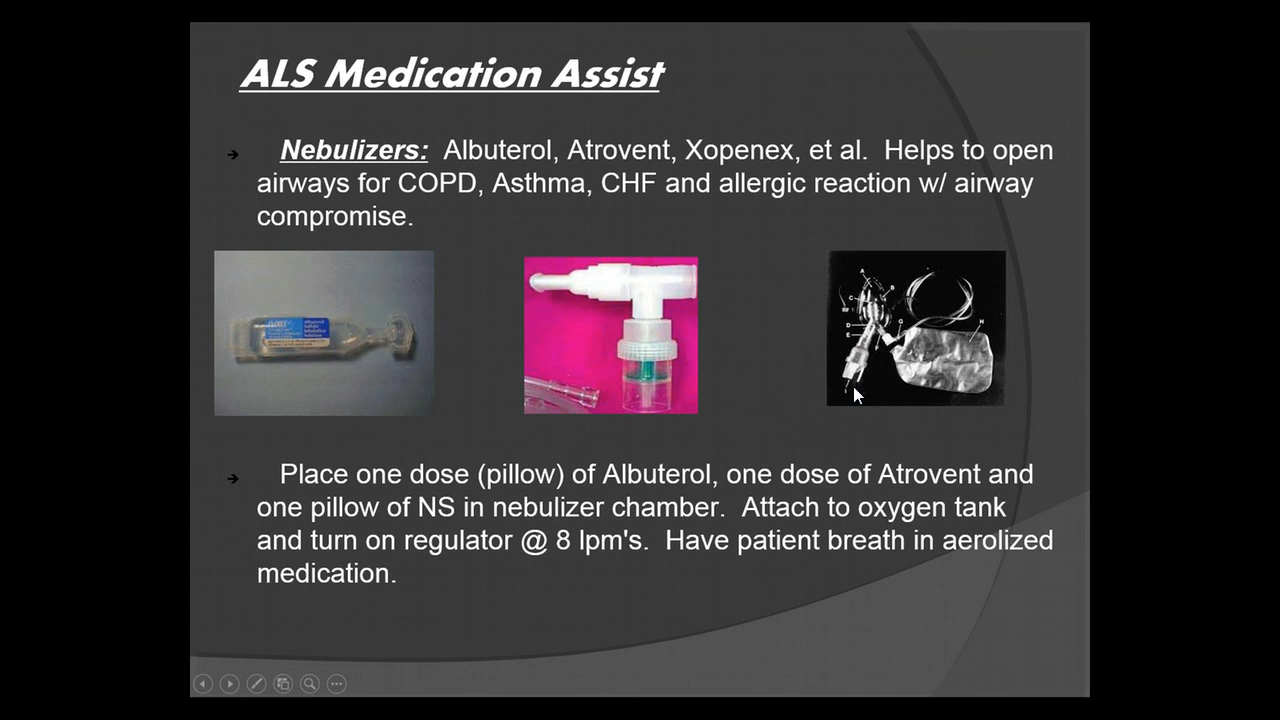 ALS Medication Assist
Nebulizers: Albuterol, Atrovent, Xopenex, et al. Helps to open
airways for COPD, Asthma, CHF and allergic reaction w/ airway
compromise.
0.083
A
B
C
D
E
F
G
H
Place one dose (pillow) of Albuterol, one dose of Atrovent and
one pillow of NS in nebulizer chamber. Attach to oxygen tank
and turn on regulator @ 8 lpm's. Have patient breath in aerolized
medication.